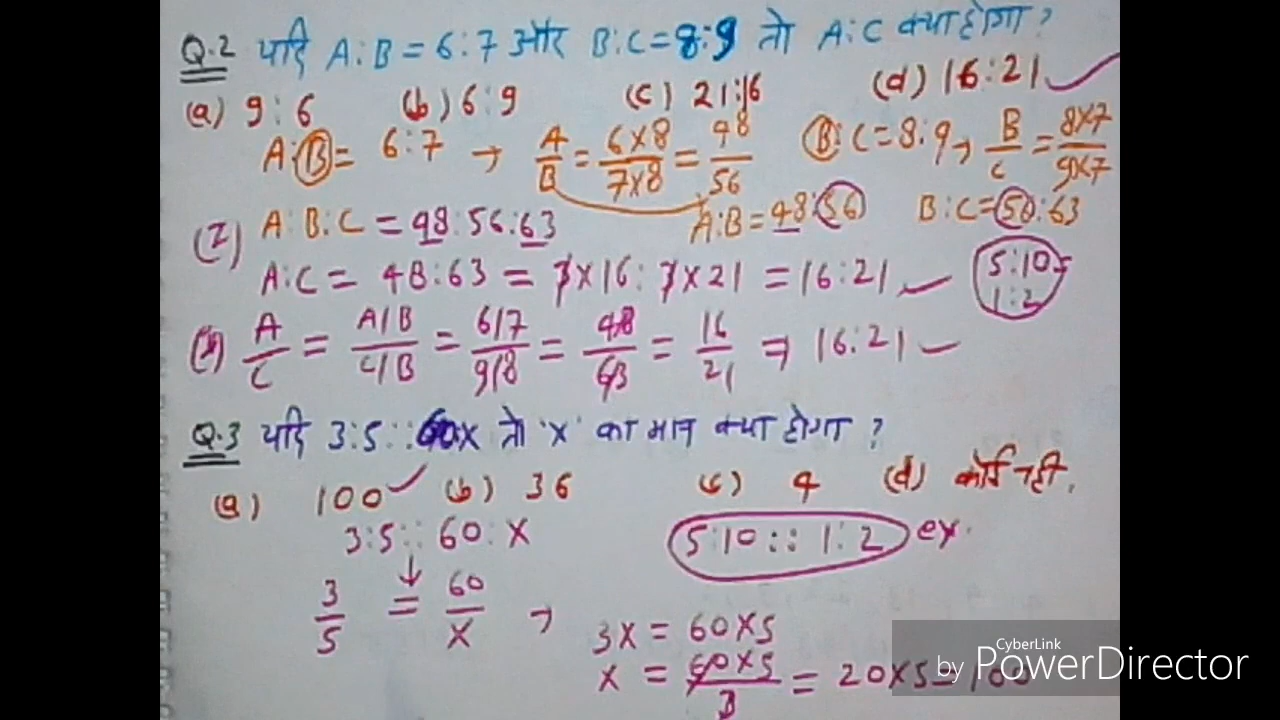 Q.2 यदि A:B = 6:7 और B:C = 8:9 तो A:C क्या होगा ?
(a) 9:6 (b) 6:9 (c) 21:16 (d) 16:21 ✓
A:B = 6:7 → A/B = 6×8/7×8 = 48/56 B:C = 8:9 → B/C = 8×7/9×7
A:B = 48:56 B:C = 56:63
(I) A:B:C = 48:56:63
A:C = 48:63 = 3×16:3×21 = 16:21 ✓ 5:10 =
1:2
A/C = A/B/C/B = 6/7/9/8 = 48/63 = 16/21 ⇒ 16:21 ✓
Q.3 यदि 3:5::60:x तो 'x' का मान क्या होगा ?
(a) 100 ✓ (b) 36 (c) 4 (d) कोई नहीं.
3:5::60:x 5:10::1:2 ex.
↓
3/5 = 60/x →
3x = 60×5
x = 60×5/3 = 20×5 = 100
CyberLink
by PowerDirector